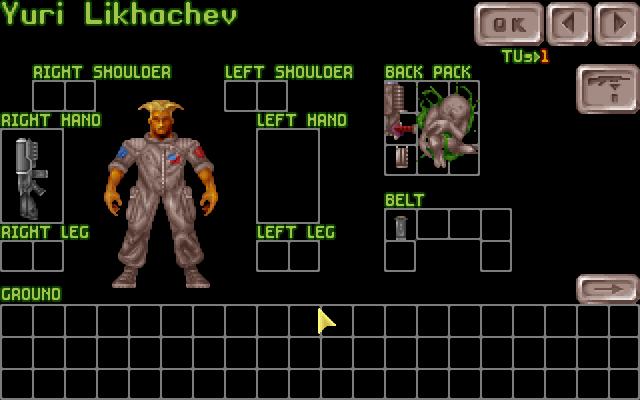 Yuri Likhachev
OK
TUs>1
RIGHT SHOULDER
LEFT SHOULDER
BACK PACK
RIGHT HAND
LEFT HAND
BELT
RIGHT LEG
LEFT LEG
GROUND